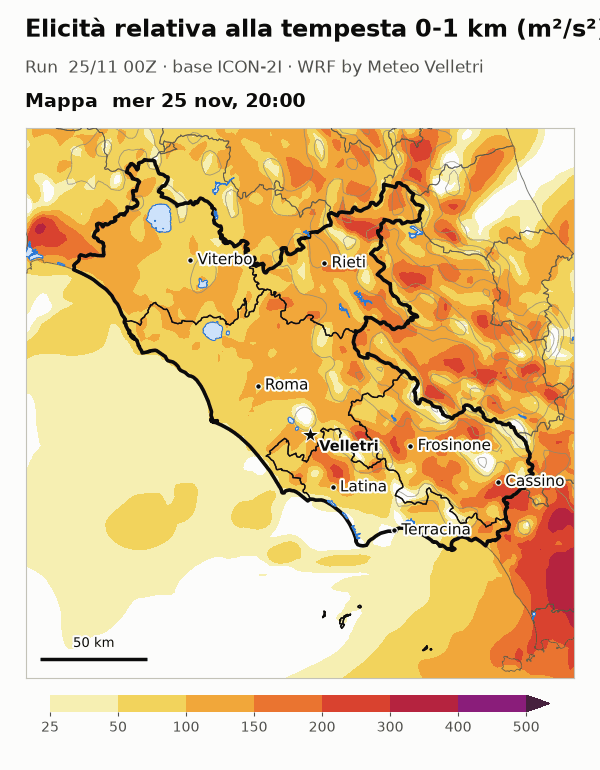 Elicità relativa alla tempesta 0-1 km (m²/s²)
Run  25/11 00Z · base ICON-2I · WRF by Meteo Velletri
Mappa  mer 25 nov, 20:00
Viterbo
Rieti
Roma
Velletri
Frosinone
Latina
Cassino
Terracina
50 km
25 50 100 150 200 300 400 500